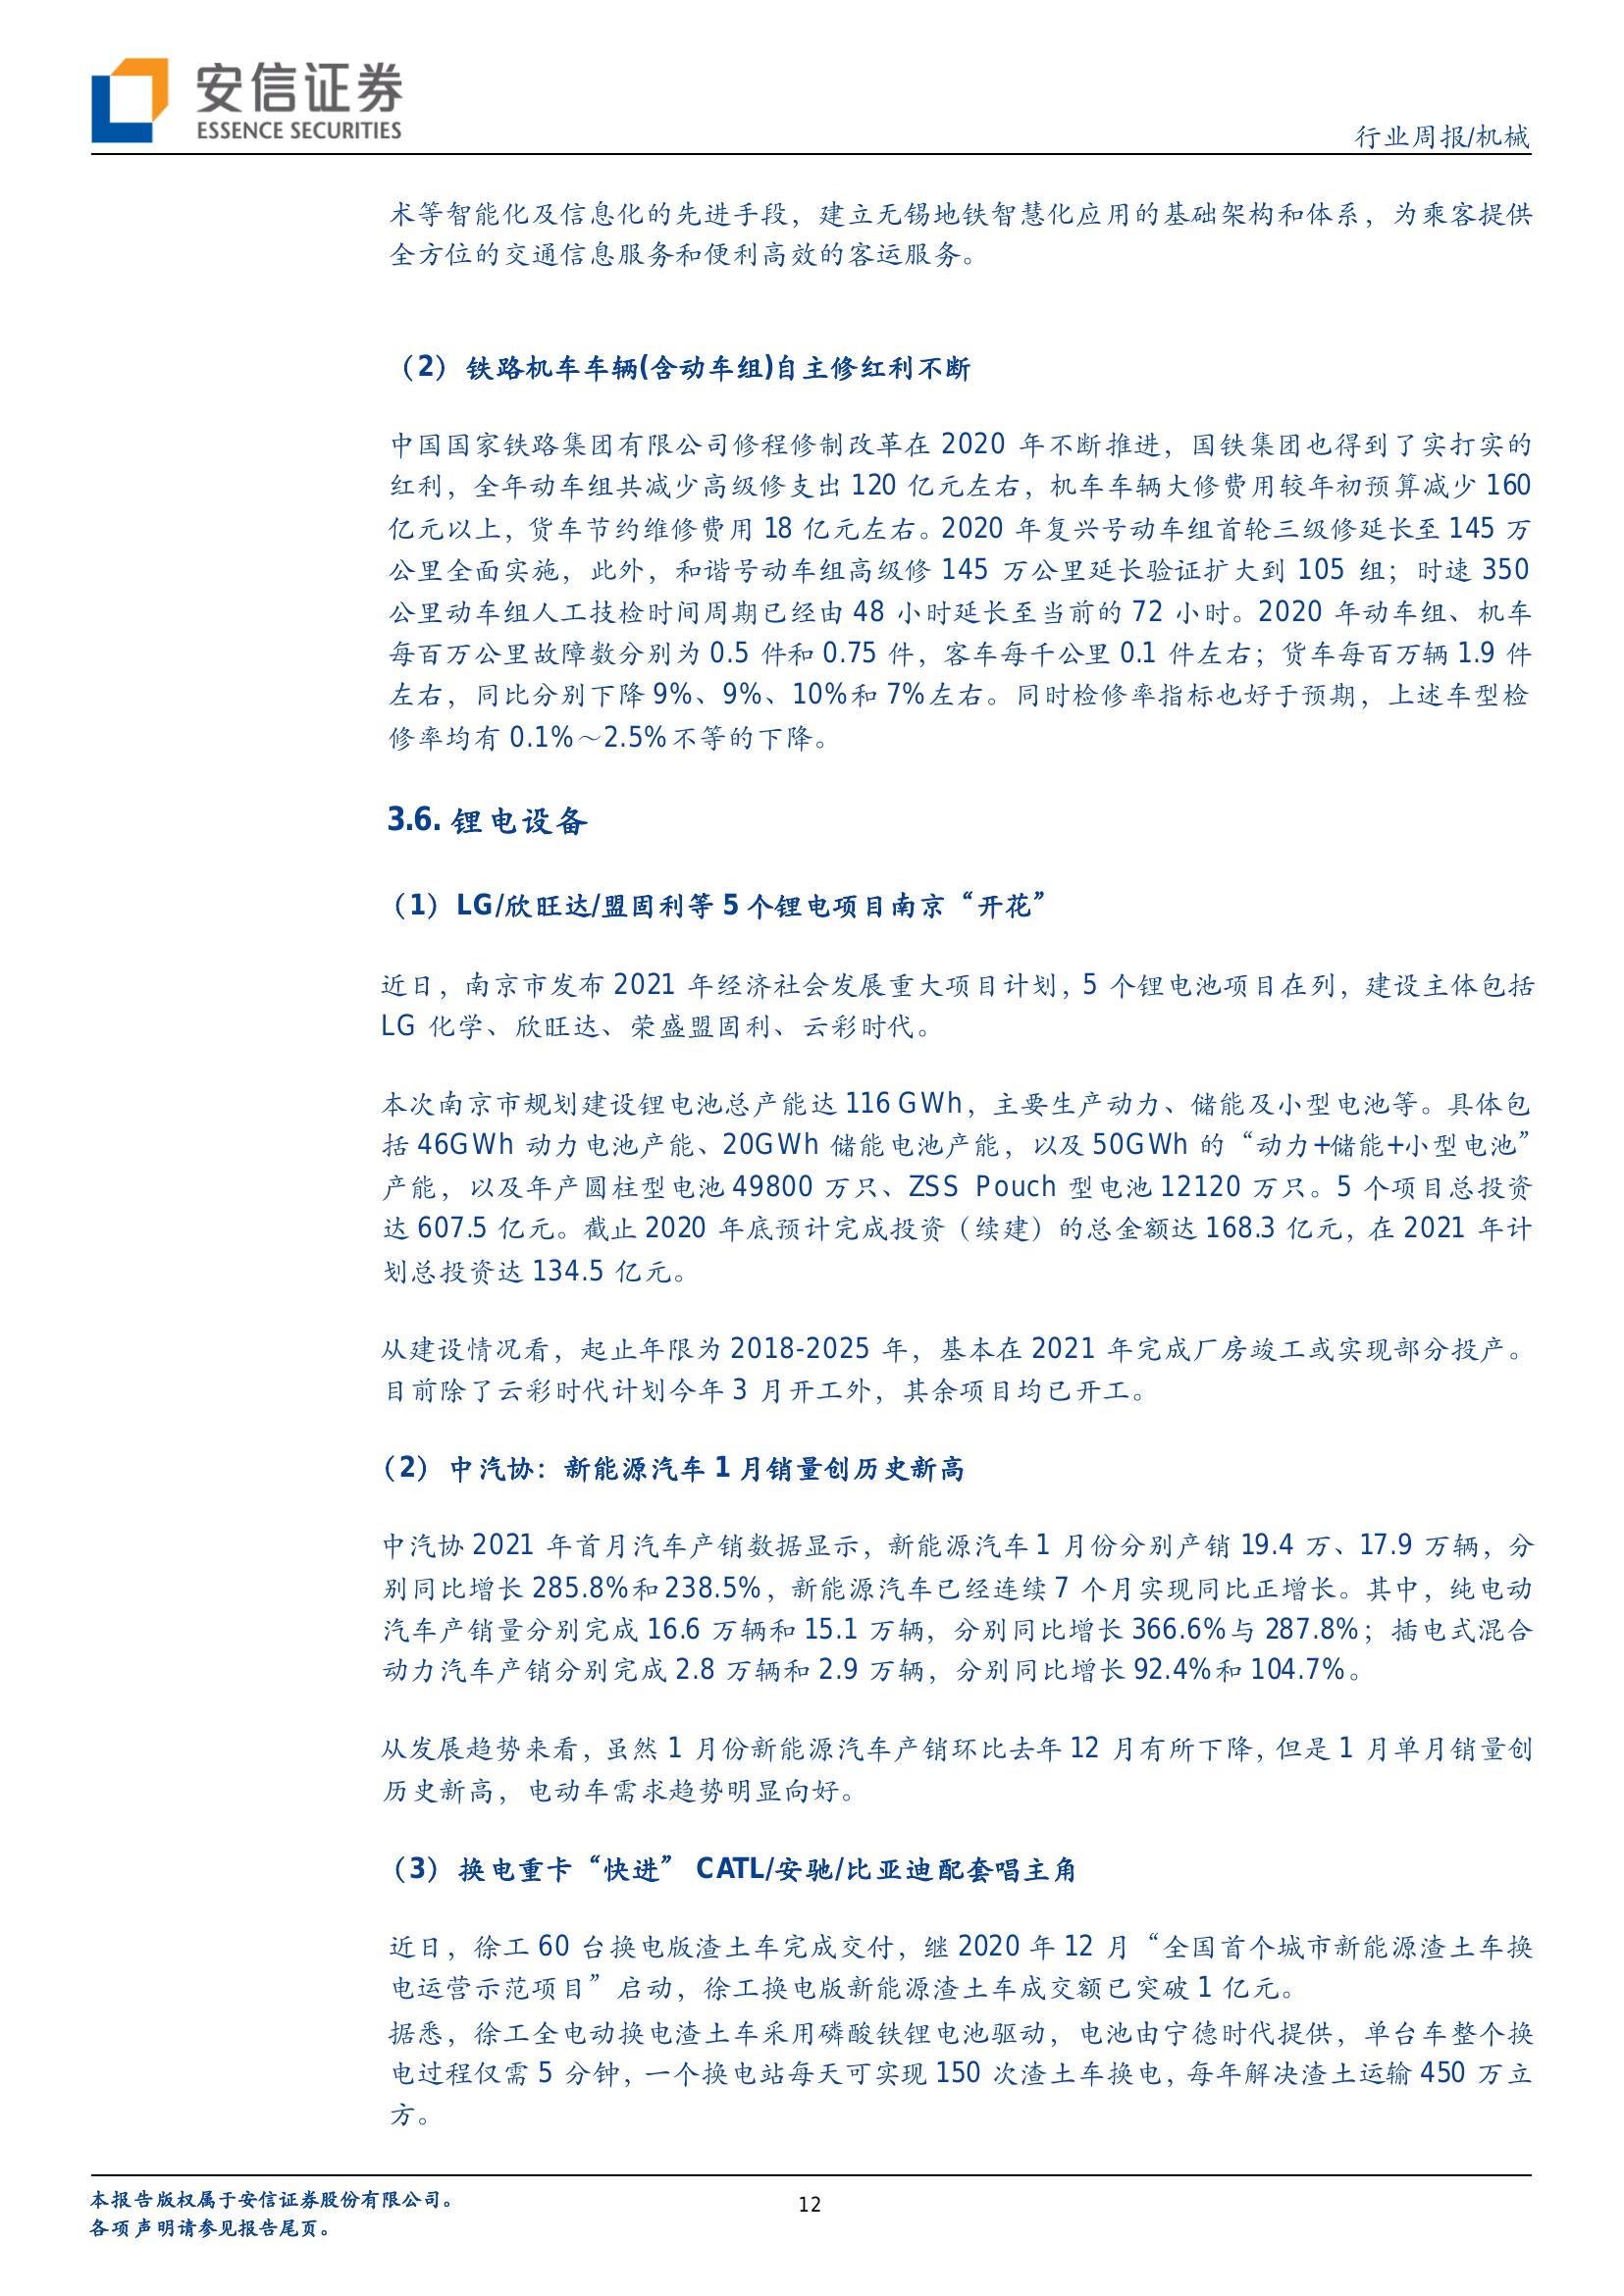 安信证券
ESSENCE SECURITIES
行业周报/机械
术等智能化及信息化的先进手段，建立无锡地铁智慧化应用的基础架构和体系，为乘客提供
全方位的交通信息服务和便利高效的客运服务。
（2）铁路机车车辆(含动车组)自主修红利不断
中国国家铁路集团有限公司修程修制改革在 2020 年不断推进，国铁集团也得到了实打实的
红利，全年动车组共减少高级修支出 120 亿元左右，机车车辆大修费用较年初预算减少 160
亿元以上，货车节约维修费用 18 亿元左右。2020 年复兴号动车组首轮三级修延长至 145 万
公里全面实施，此外，和谐号动车组高级修 145 万公里延长验证扩大到 105 组；时速 350
公里动车组人工技检时间周期已经由 48 小时延长至当前的 72 小时。2020 年动车组、机车
每百万公里故障数分别为 0.5 件和 0.75 件，客车每千公里 0.1 件左右；货车每百万辆 1.9 件
左右，同比分别下降 9%、9%、10%和 7%左右。同时检修率指标也好于预期，上述车型检
修率均有 0.1%～2.5%不等的下降。
3.6. 锂电设备
（1）LG/欣旺达/盟固利等 5 个锂电项目南京“开花”
近日，南京市发布 2021 年经济社会发展重大项目计划，5 个锂电池项目在列，建设主体包括
LG 化学、欣旺达、荣盛盟固利、云彩时代。
本次南京市规划建设锂电池总产能达 116GWh，主要生产动力、储能及小型电池等。具体包
括 46GWh 动力电池产能、20GWh 储能电池产能，以及 50GWh 的“动力+储能+小型电池”
产能，以及年产圆柱型电池 49800 万只、ZSS Pouch 型电池 12120 万只。5 个项目总投资
达 607.5 亿元。截止 2020 年底预计完成投资（续建）的总金额达 168.3 亿元，在 2021 年计
划总投资达 134.5 亿元。
从建设情况看，起止年限为 2018-2025 年，基本在 2021 年完成厂房竣工或实现部分投产。
目前除了云彩时代计划今年 3 月开工外，其余项目均已开工。
（2）中汽协：新能源汽车 1 月销量创历史新高
中汽协 2021 年首月汽车产销数据显示，新能源汽车 1 月份分别产销 19.4 万、17.9 万辆，分
别同比增长 285.8%和 238.5%，新能源汽车已经连续 7 个月实现同比正增长。其中，纯电动
汽车产销量分别完成 16.6 万辆和 15.1 万辆，分别同比增长 366.6%与 287.8%；插电式混合
动力汽车产销分别完成 2.8 万辆和 2.9 万辆，分别同比增长 92.4%和 104.7%。
从发展趋势来看，虽然 1 月份新能源汽车产销环比去年 12 月有所下降，但是 1 月单月销量创
历史新高，电动车需求趋势明显向好。
（3）换电重卡“快进” CATL/安驰/比亚迪配套唱主角
近日，徐工 60 台换电版渣土车完成交付，继 2020 年 12 月“全国首个城市新能源渣土车换
电运营示范项目”启动，徐工换电版新能源渣土车成交额已突破 1 亿元。
据悉，徐工全电动换电渣土车采用磷酸铁锂电池驱动，电池由宁德时代提供，单台车整个换
电过程仅需 5 分钟，一个换电站每天可实现 150 次渣土车换电，每年解决渣土运输 450 万立
方。
本报告版权属于安信证券股份有限公司。
12
各项声明请参见报告尾页。